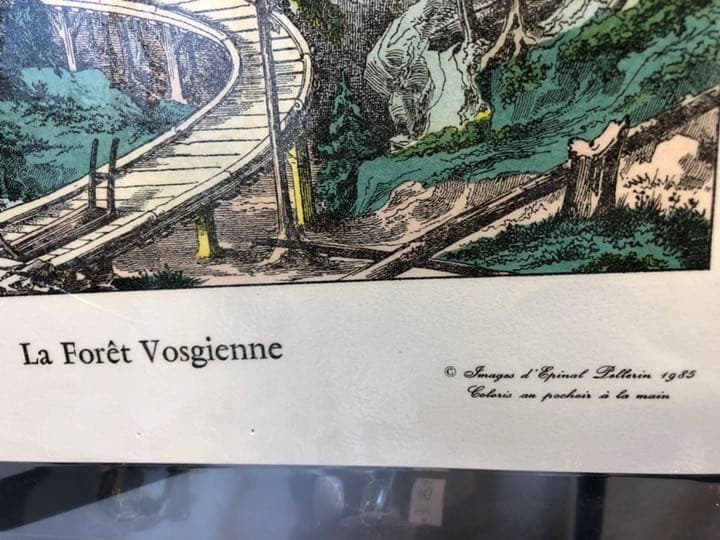 La Forêt Vosgienne
© Images d'Epinal Pellerin 1985
Coloris au pochoir à la main